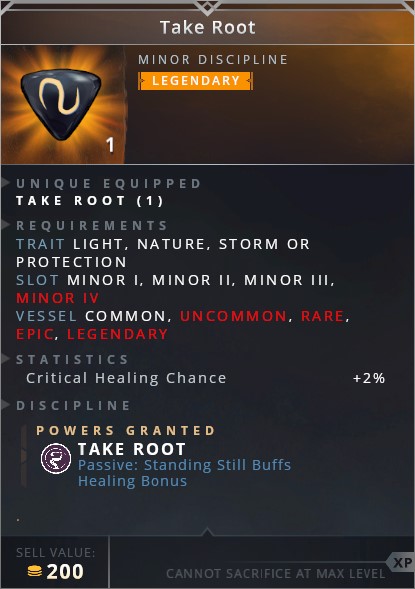 Take Root
MINOR DISCIPLINE
LEGENDARY
1
UNIQUE EQUIPPED
TAKE ROOT (1)
REQUIREMENTS
TRAIT LIGHT, NATURE, STORM OR
PROTECTION
SLOT MINOR I, MINOR II, MINOR III,
MINOR IV
VESSEL COMMON, UNCOMMON, RARE,
EPIC, LEGENDARY
STATISTICS
Critical Healing Chance +2%
DISCIPLINE
POWERS GRANTED
TAKE ROOT
Passive: Standing Still Buffs
Healing Bonus
.
SELL VALUE:
200
XP
CANNOT SACRIFICE AT MAX LEVEL